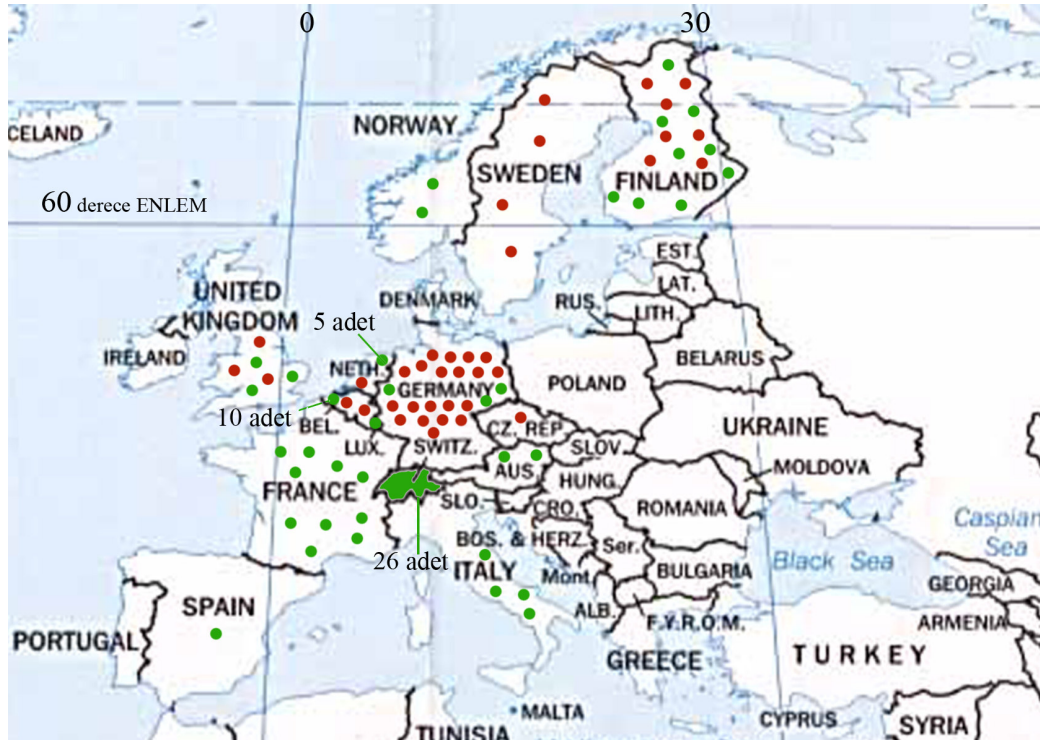 0
30
CELAND
NORWAY
SWEDEN
FINLAND
60 derece ENLEM
EST.
LAT.
LITH.
RUS.
UNITED
KINGDOM
DENMARK
5 adet
IRELAND
NETH.
GERMANY
POLAND
BELARUS
10 adet
BEL.
LUX.
CZ. REP.
SWITZ.
SLOV.
UKRAINE
AUS.
HUNG.
MOLDOVA
FRANCE
SLO.
CRO.
ROMANIA
26 adet
BOS. & HERZ.
Ser.
Caspian
Sea
Black Sea
ITALY
Mont.
BULGARIA
GEORGIA
SPAIN
ALB.
F.Y.R.O.M.
ARMENIA
PORTUGAL
GREECE
TURKEY
MALTA
CYPRUS
SYRIA
TUNISIA